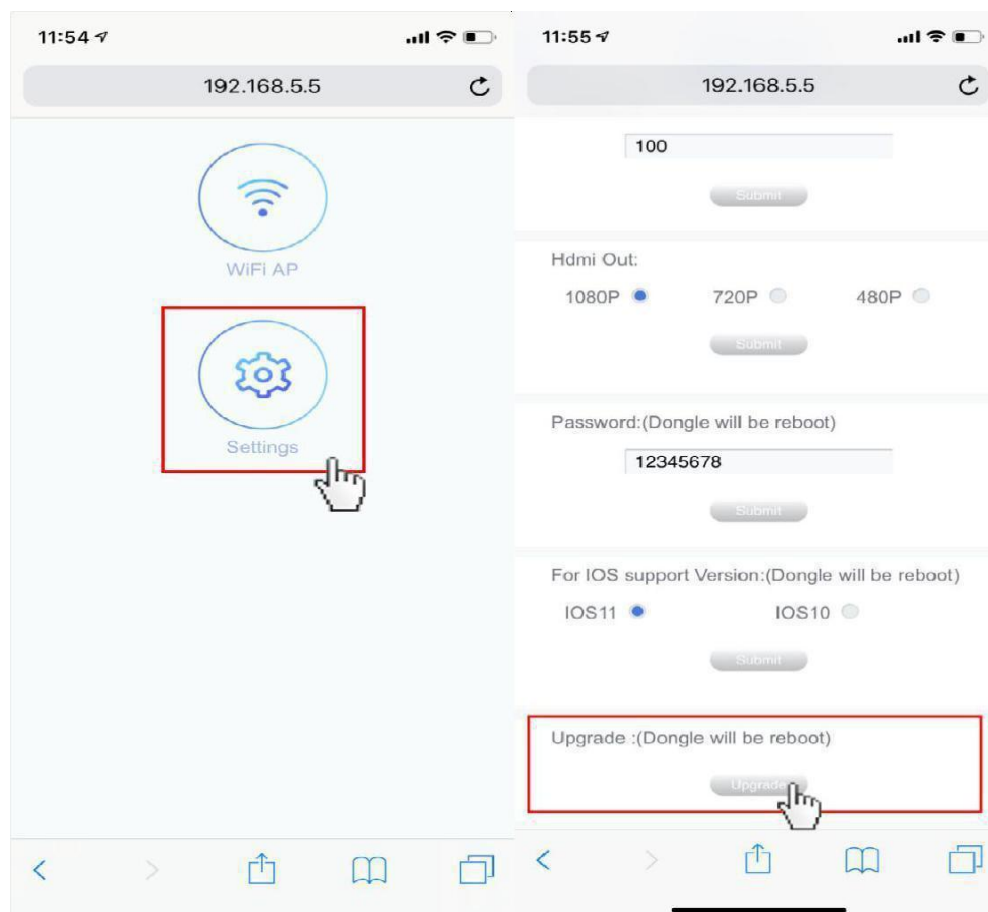 11:54
192.168.5.5
WiFi AP
Settings
11:55
192.168.5.5
100
Submit
Hdmi Out:
1080P 720P 480P
Submit
Password:(Dongle will be reboot)
12345678
Submit
For IOS support Version:(Dongle will be reboot)
IOS11 IOS10
Submit
Upgrade :(Dongle will be reboot)
Upgrade